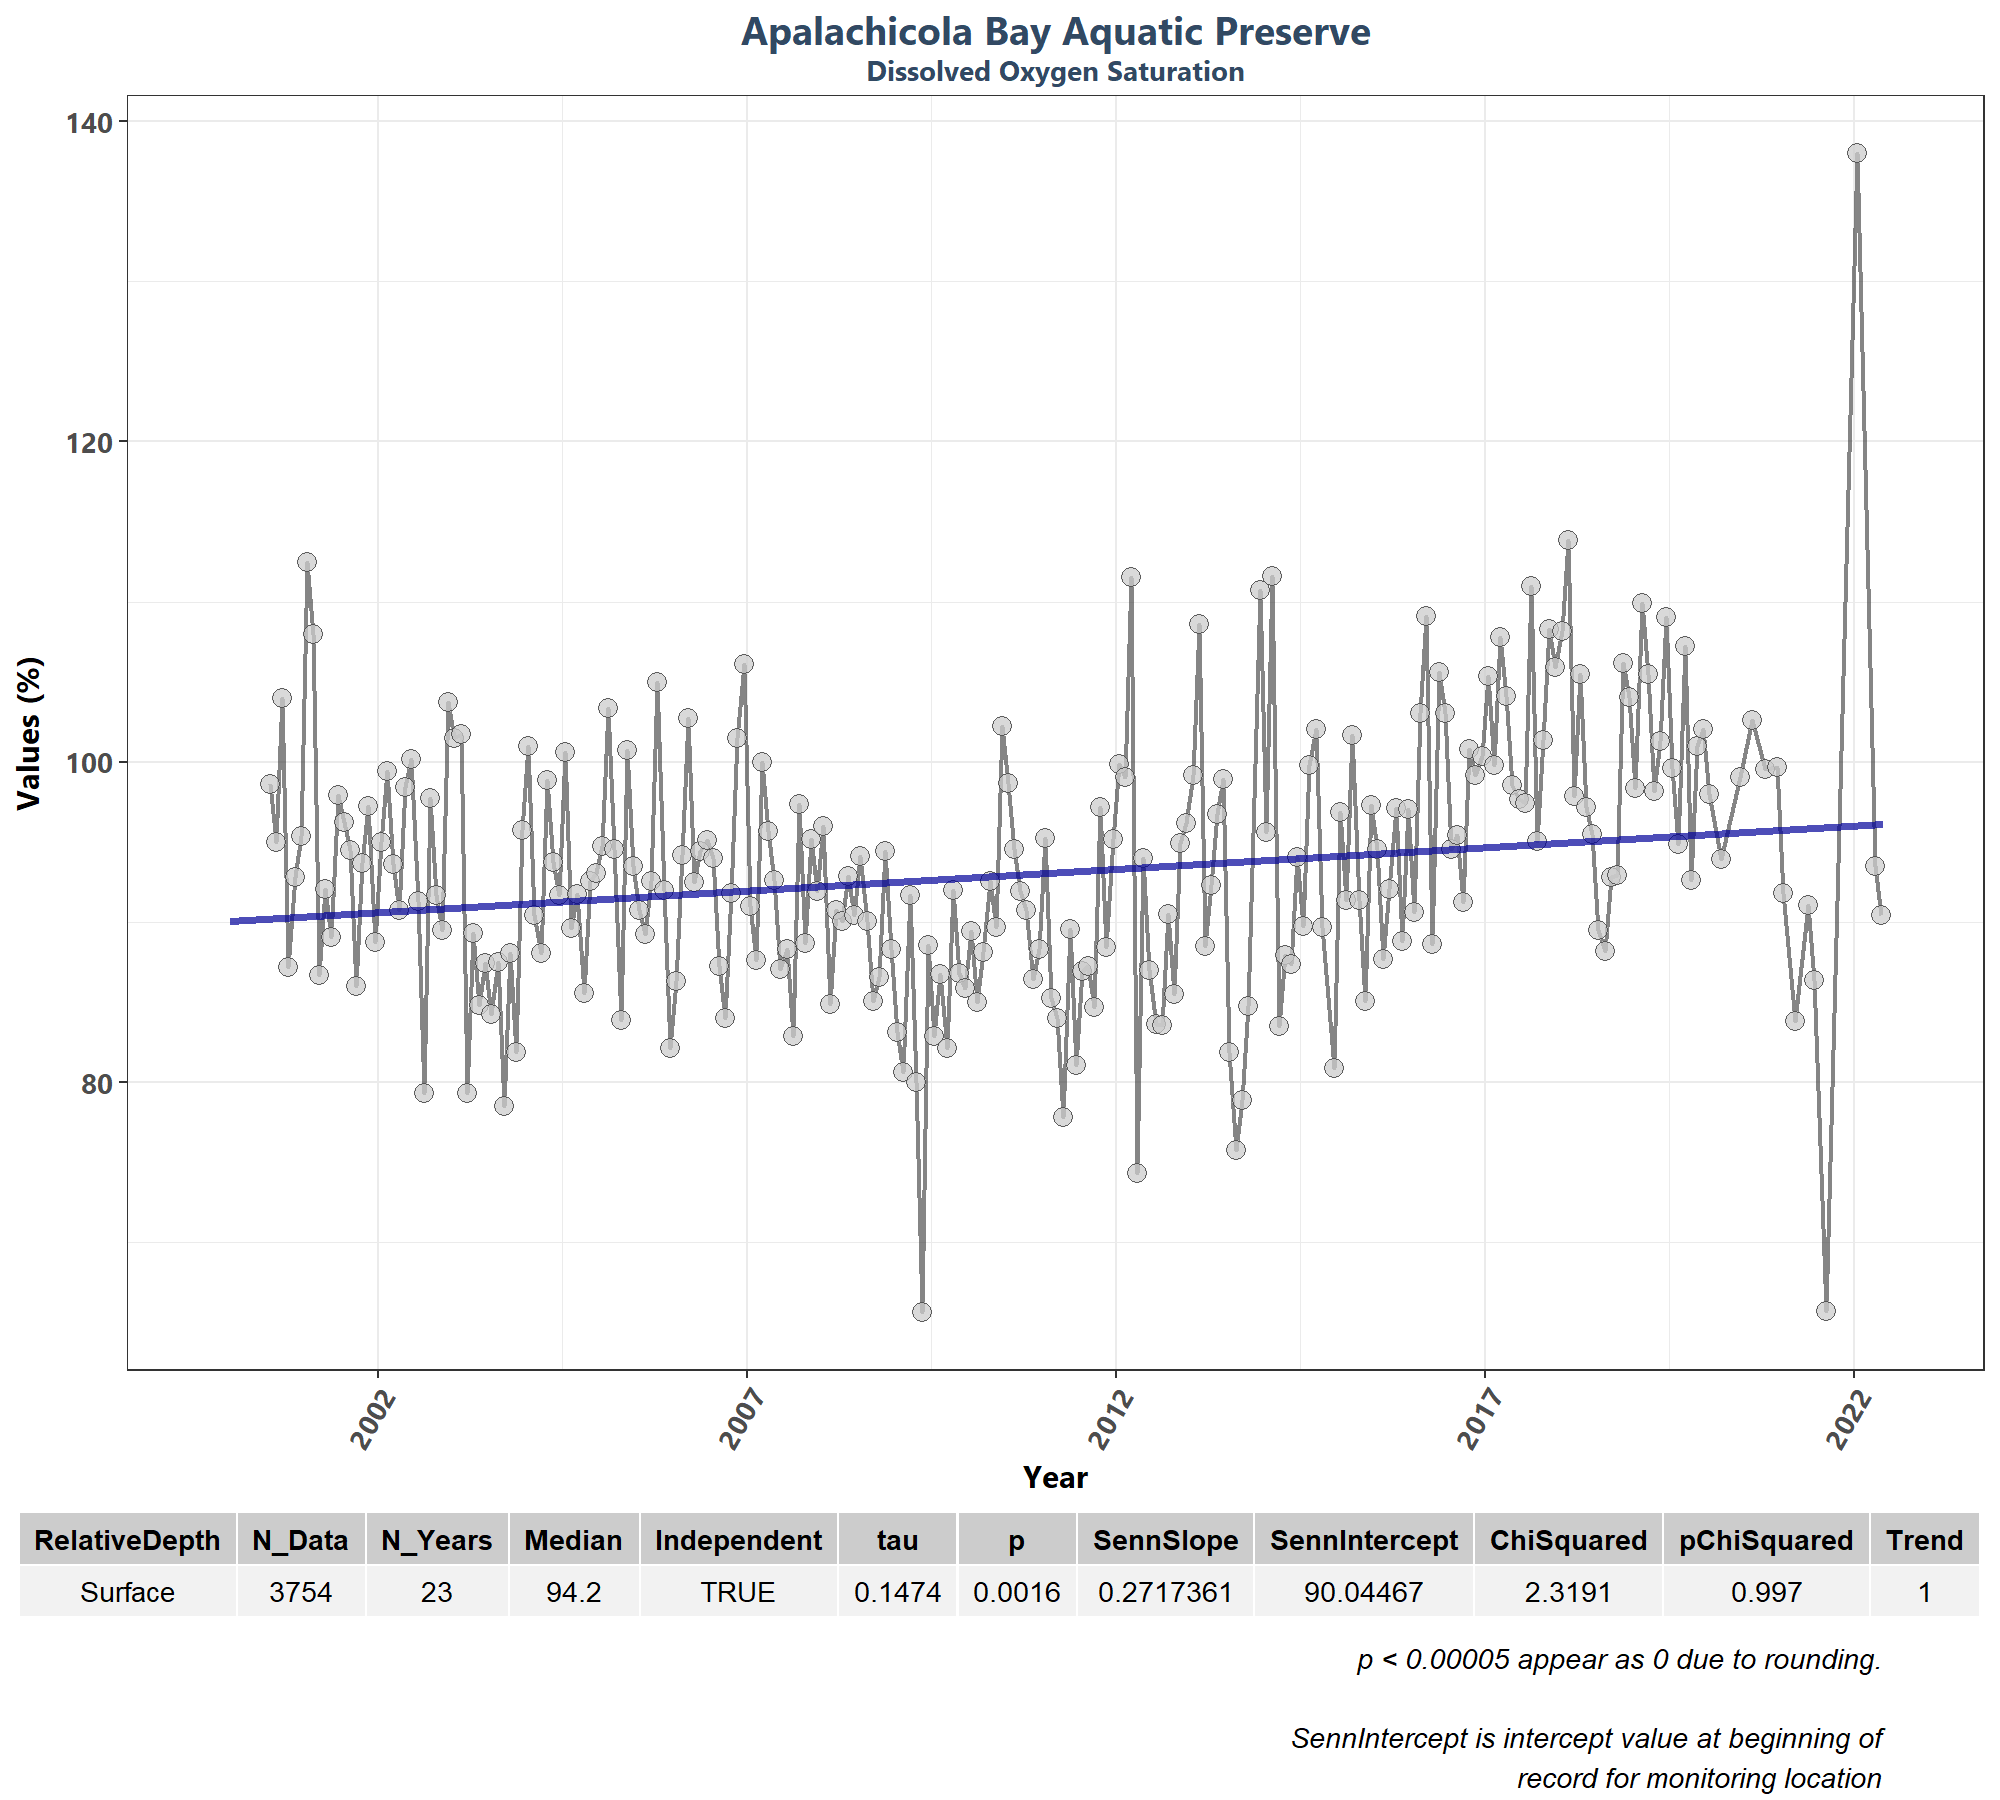 Apalachicola Bay Aquatic Preserve
Dissolved Oxygen Saturation
140
120
100
80
Values (%)
2002 2007 2012 2017 2022
Year
RelativeDepth N_Data N_Years Median Independent tau p SennSlope SennIntercept ChiSquared pChiSquared Trend
Surface 3754 23 94.2 TRUE 0.1474 0.0016 0.2717361 90.04467 2.3191 0.997 1
p < 0.00005 appear as 0 due to rounding.
SennIntercept is intercept value at beginning of
record for monitoring location